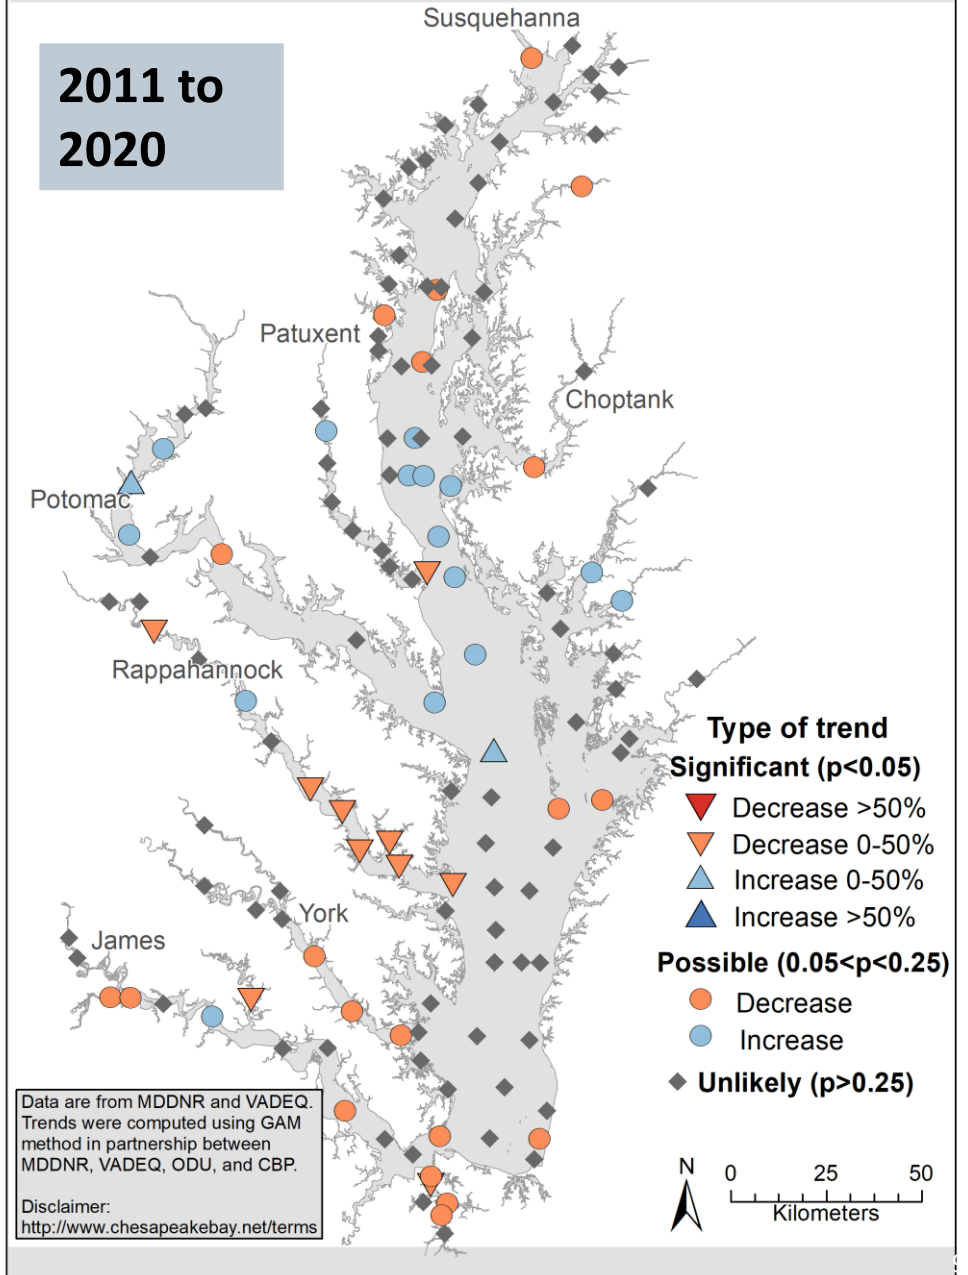 Susquehanna
2011 to
2020
Patuxent
Choptank
Potomac
Rappahannock
Type of trend
Significant (p<0.05)
Decrease >50%
Decrease 0-50%
Increase 0-50%
Increase >50%
York
James
Possible (0.05<p<0.25)
Decrease
Increase
Unlikely (p>0.25)
Data are from MDDNR and VADEQ.
Trends were computed using GAM
method in partnership between
MDDNR, VADEQ, ODU, and CBP.
Disclaimer:
http://www.chesapeakebay.net/terms
N
0 25 50
Kilometers